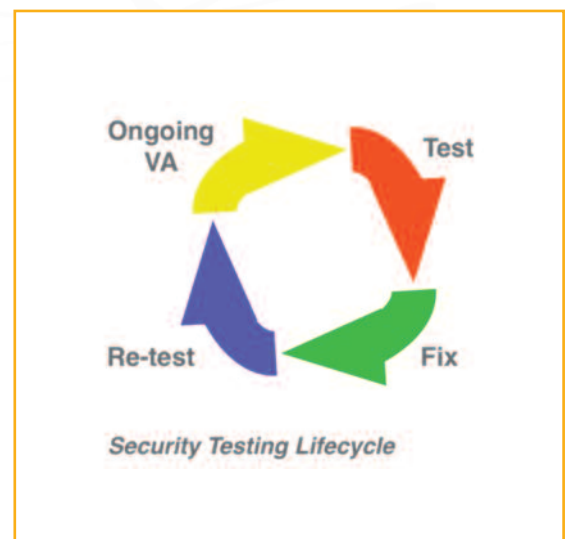 Ongoing
VA
Test
Re-test
Fix
Security Testing Lifecycle